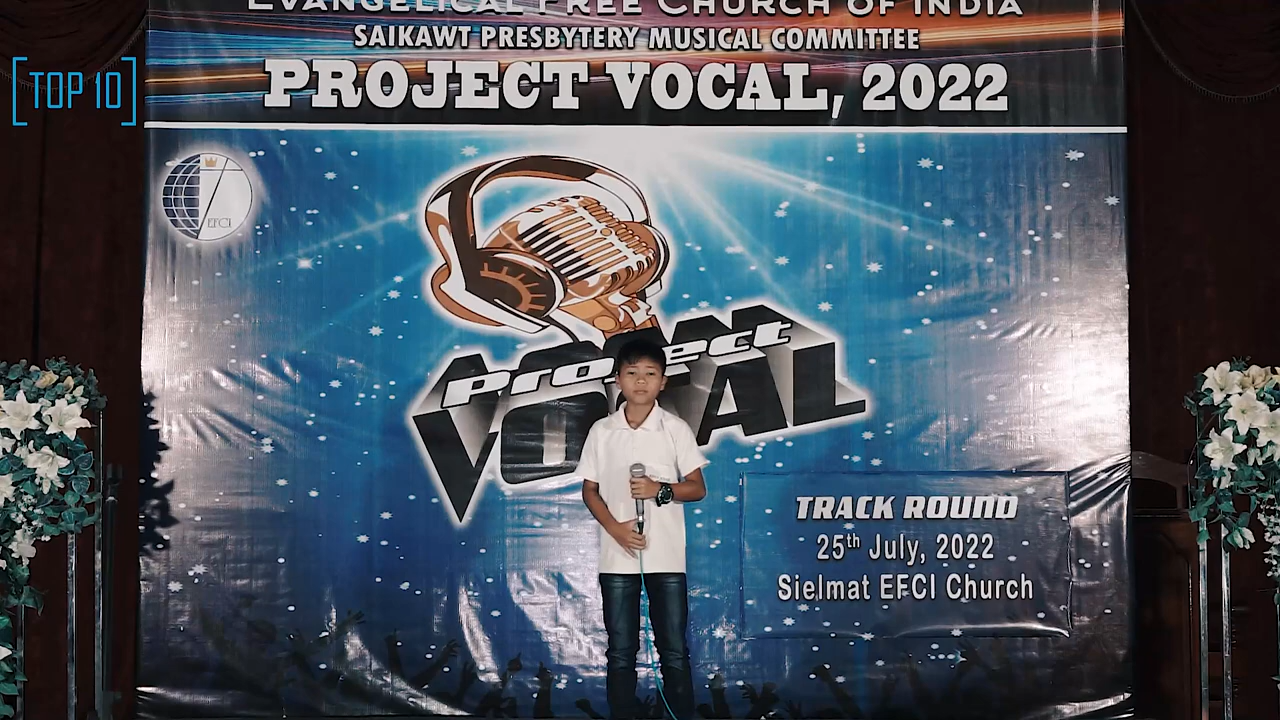 EVANGELICAL FREE CHURCH OF INDIA
SAIKAWT PRESBYTERY MUSICAL COMMITTEE
[TOP 10]
PROJECT VOCAL, 2022
EFCI
Project
VOCAL
TRACK ROUND
25th July, 2022
Sielmat EFCI Church